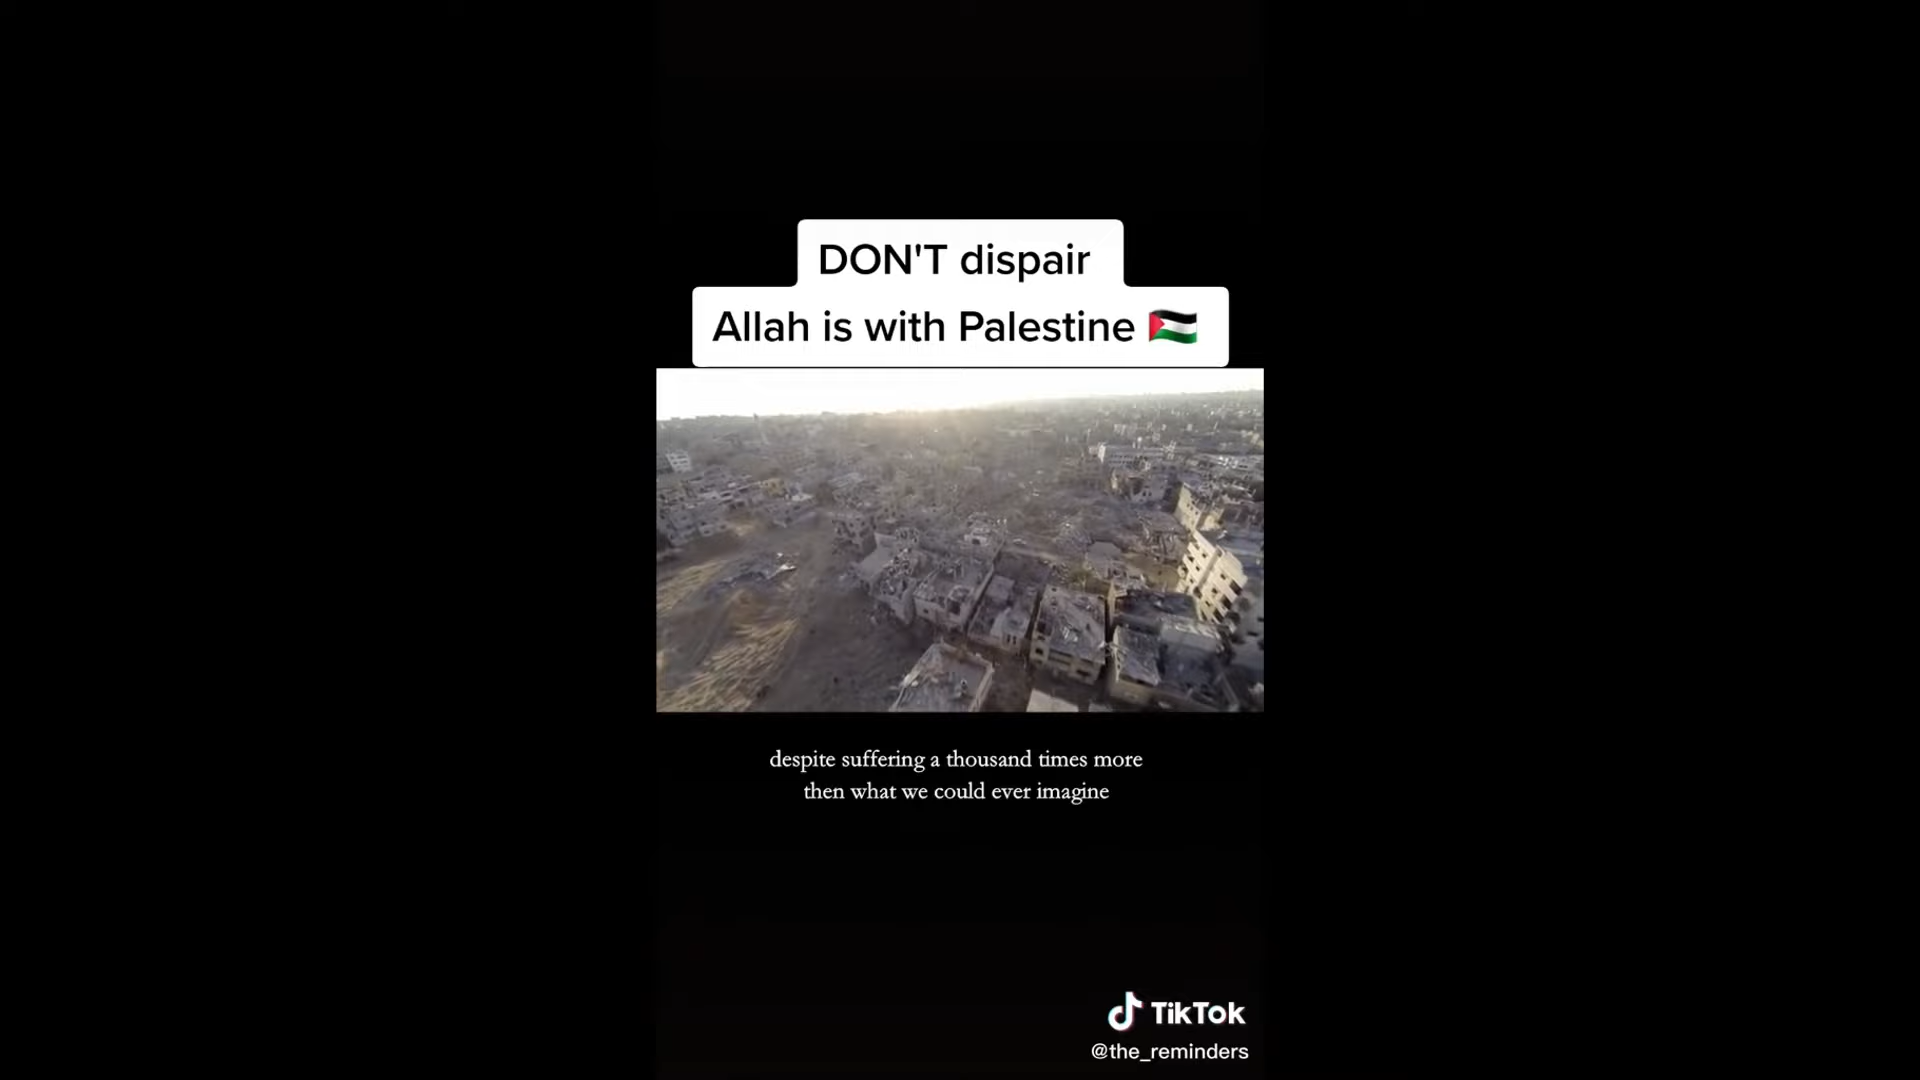 DON'T dispair
Allah is with Palestine 🇵🇸
despite suffering a thousand times more
then what we could ever imagine
TikTok
@the_reminders